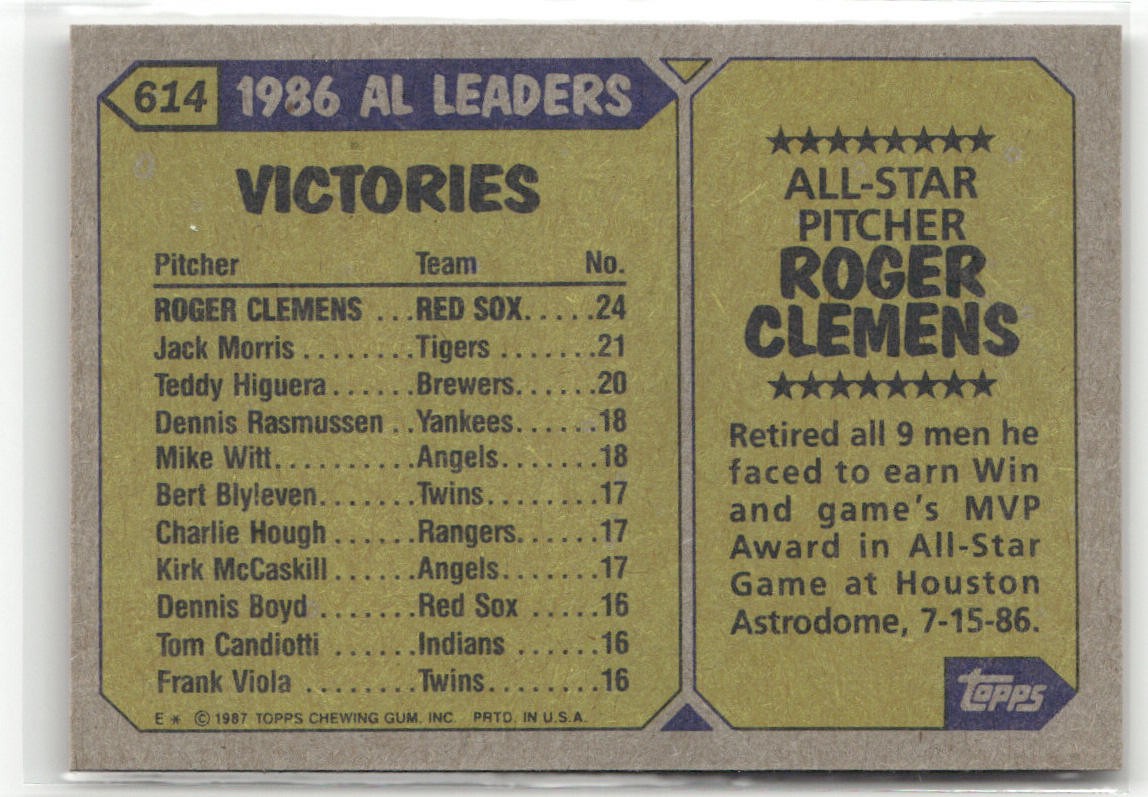 614 1986 AL LEADERS
VICTORIES
Pitcher Team No.
ROGER CLEMENS ...RED SOX.....24
Jack Morris ........Tigers .......21
Teddy Higuera......Brewers......20
Dennis Rasmussen ..Yankees......18
Mike Witt..........Angels.......18
Bert Blyleven.......Twins........17
Charlie Hough ......Rangers......17
Kirk McCaskill ......Angels.......17
Dennis Boyd ........Red Sox .....16
Tom Candiotti ......Indians ......16
Frank Viola ........Twins........16
E * © 1987 TOPPS CHEWING GUM, INC. PRTD. IN U.S.A.
★★★★★★★★
ALL-STAR
PITCHER
ROGER
CLEMENS
★★★★★★★★
Retired all 9 men he
faced to earn Win
and game's MVP
Award in All-Star
Game at Houston
Astrodome, 7-15-86.
topps